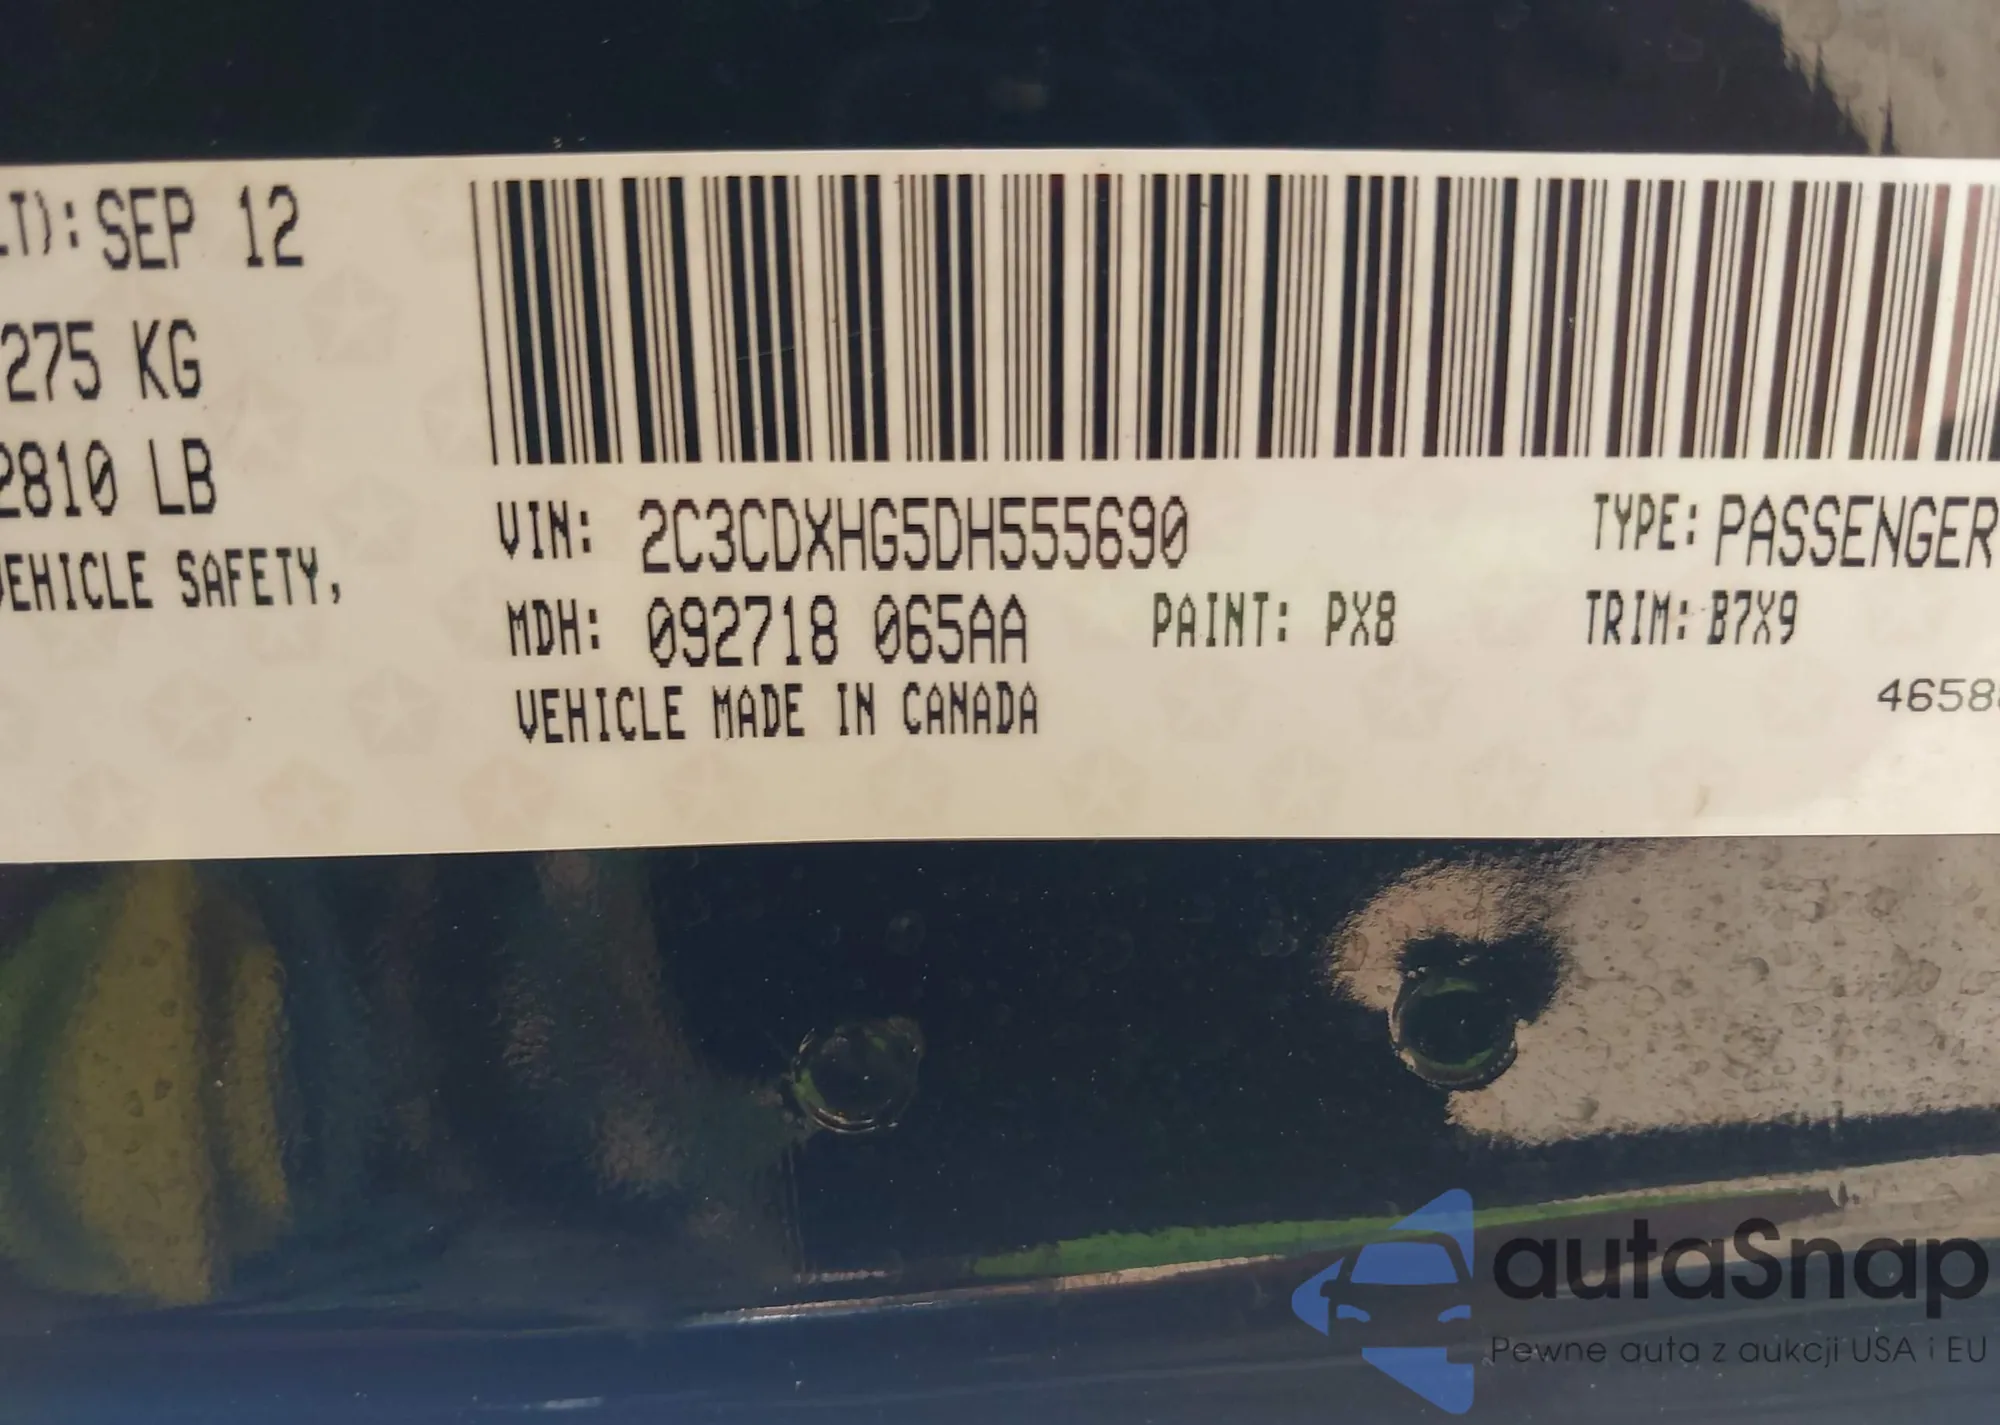 LT): SEP 12
275 KG
2810 LB
VEHICLE SAFETY,
VIN: 2C3CDXHG5DH555690
TYPE: PASSENGER
MDH: 092718 065AA
PAINT: PX8
TRIM: B7X9
VEHICLE MADE IN CANADA
4658
autaSnap
Pewne auta z aukcji USA i EU